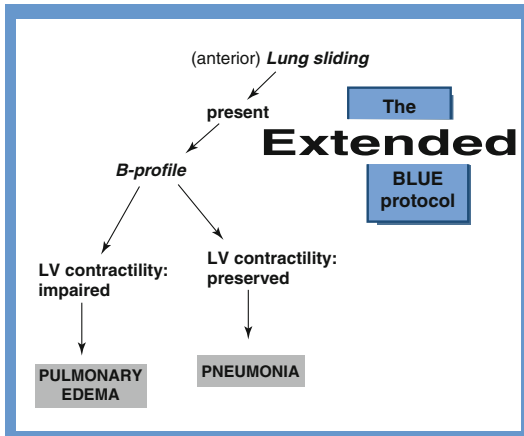 (anterior) Lung sliding
present
B-profile
The
Extended
BLUE
protocol
LV contractility:
impaired
LV contractility:
preserved
PULMONARY
EDEMA
PNEUMONIA